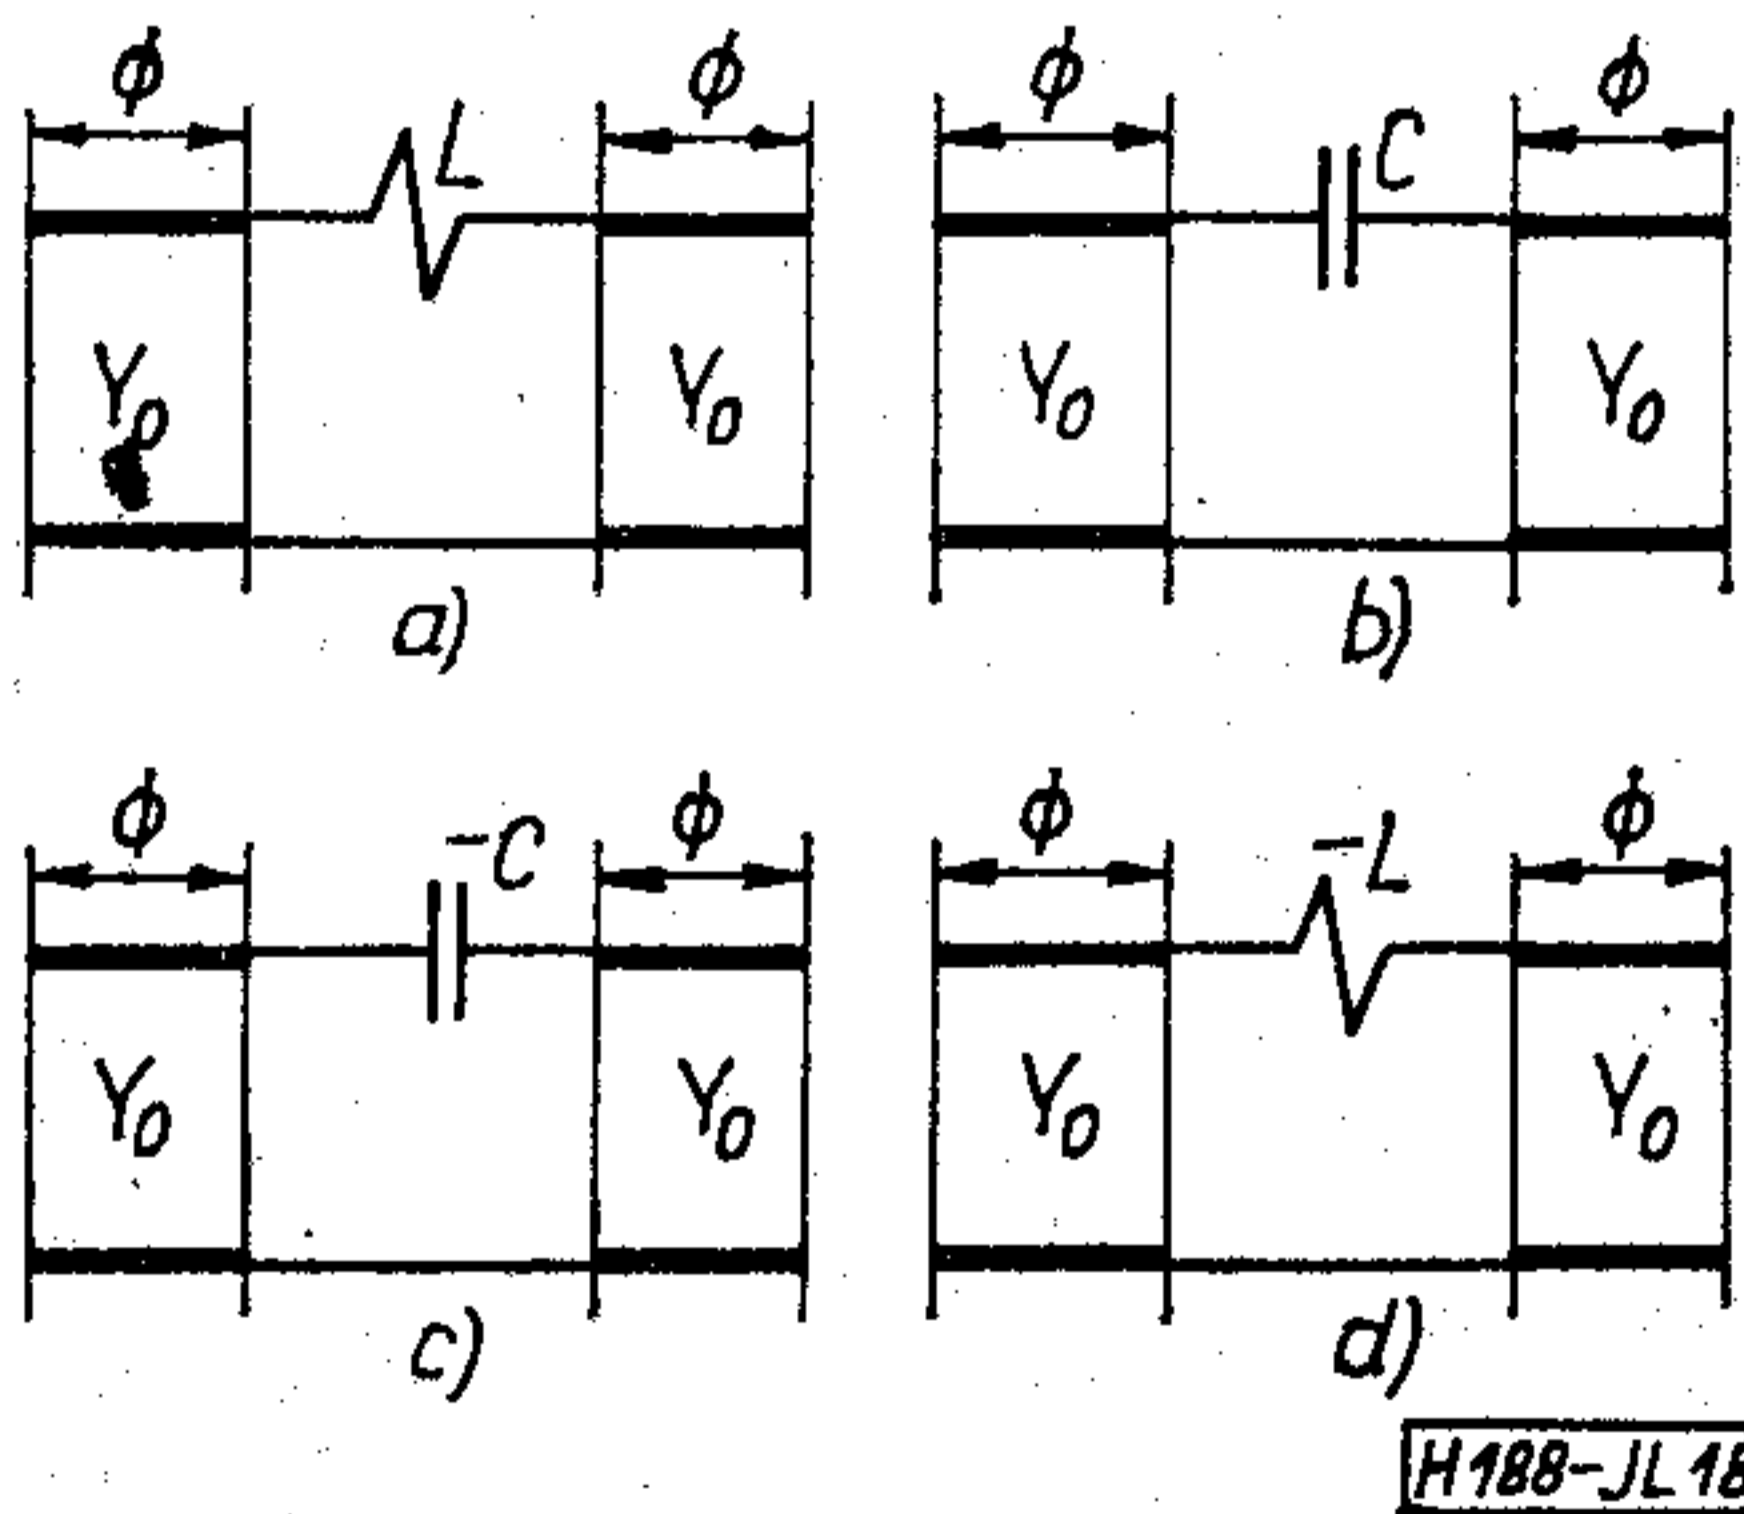 ϕ ϕ ϕ ϕ
L C
Y₀ Y₀ Y₀ Y₀
a) b)
ϕ ϕ ϕ ϕ
-C -L
Y₀ Y₀ Y₀ Y₀
c) d)
H188-JL18